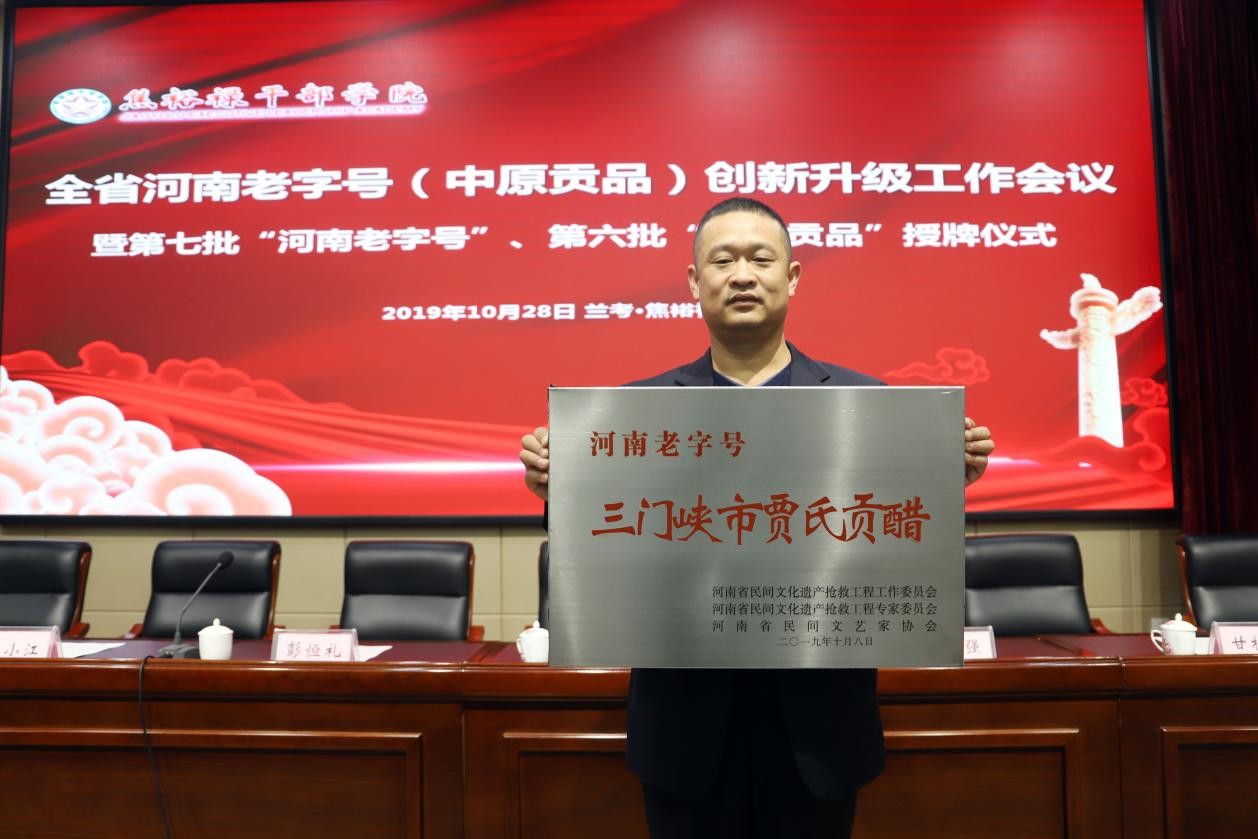 焦裕禄干部学院
JIAOYULU EXECUTIVE LEADERSHIP ACADEMY
全省河南老字号（中原贡品）创新升级工作会议
暨第七批“河南老字号”、第六批“ 贡品”授牌仪式
2019年10月28日 兰考·焦裕
河南老字号
三门峡市贾氏贡醋
河南省民间文化遗产抢救工程工作委员会
河南省民间文化遗产抢救工程专家委员会
河南省民间文艺家协会
二〇一九年十月八日
小江
彭恒礼
强
甘